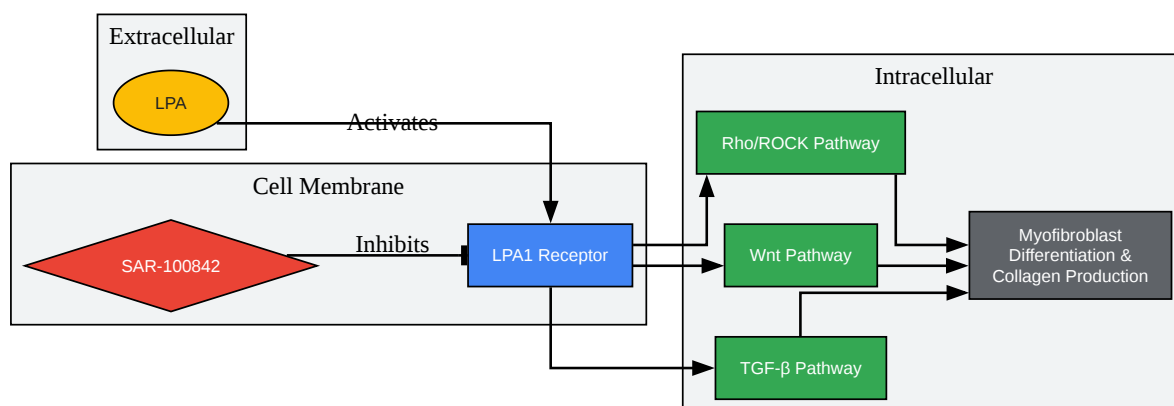 Extracellular
LPA
Activates
Cell Membrane
SAR-100842
Inhibits
LPA1 Receptor
Intracellular
Rho/ROCK Pathway
Wnt Pathway
TGF-β Pathway
Myofibroblast
Differentiation &
Collagen Production